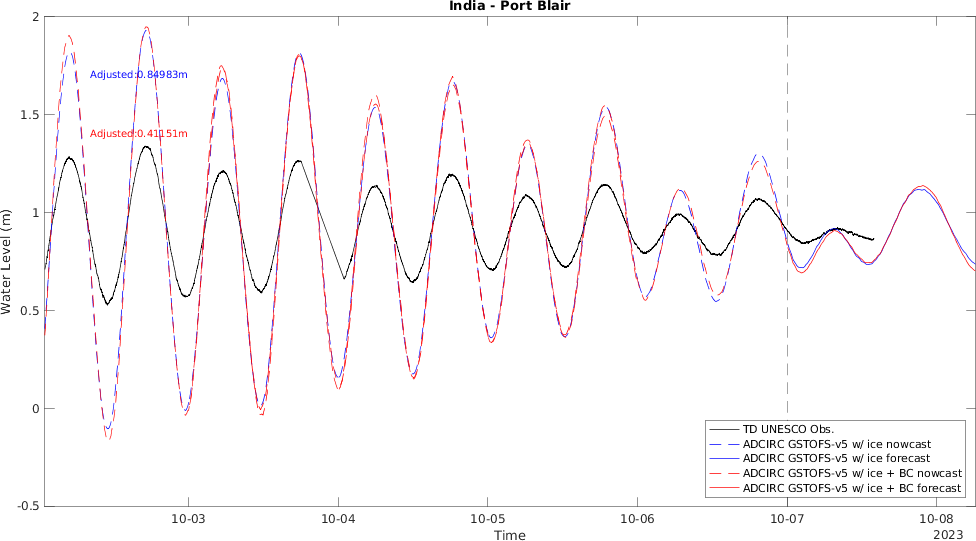 India - Port Blair
2
1.5
1
0.5
0
-0.5
Water Level (m)
Adjusted:0.84983m
Adjusted:0.41151m
TD UNESCO Obs.
ADCIRC GSTOFS-v5 w/ ice nowcast
ADCIRC GSTOFS-v5 w/ ice forecast
ADCIRC GSTOFS-v5 w/ ice + BC nowcast
ADCIRC GSTOFS-v5 w/ ice + BC forecast
10-03 10-04 10-05 10-06 10-07 10-08
Time
2023